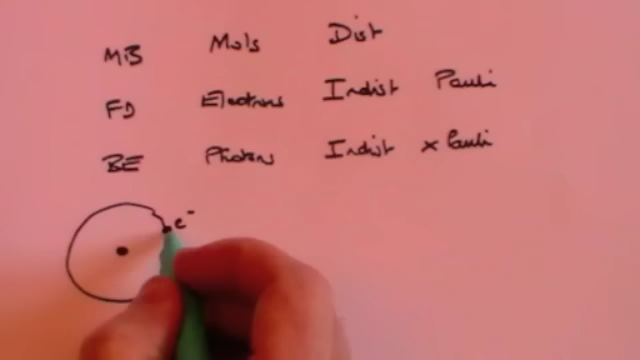 MB Mols Dist
FD Electrons Indist Pauli
BE Photons Indist x Pauli
e-